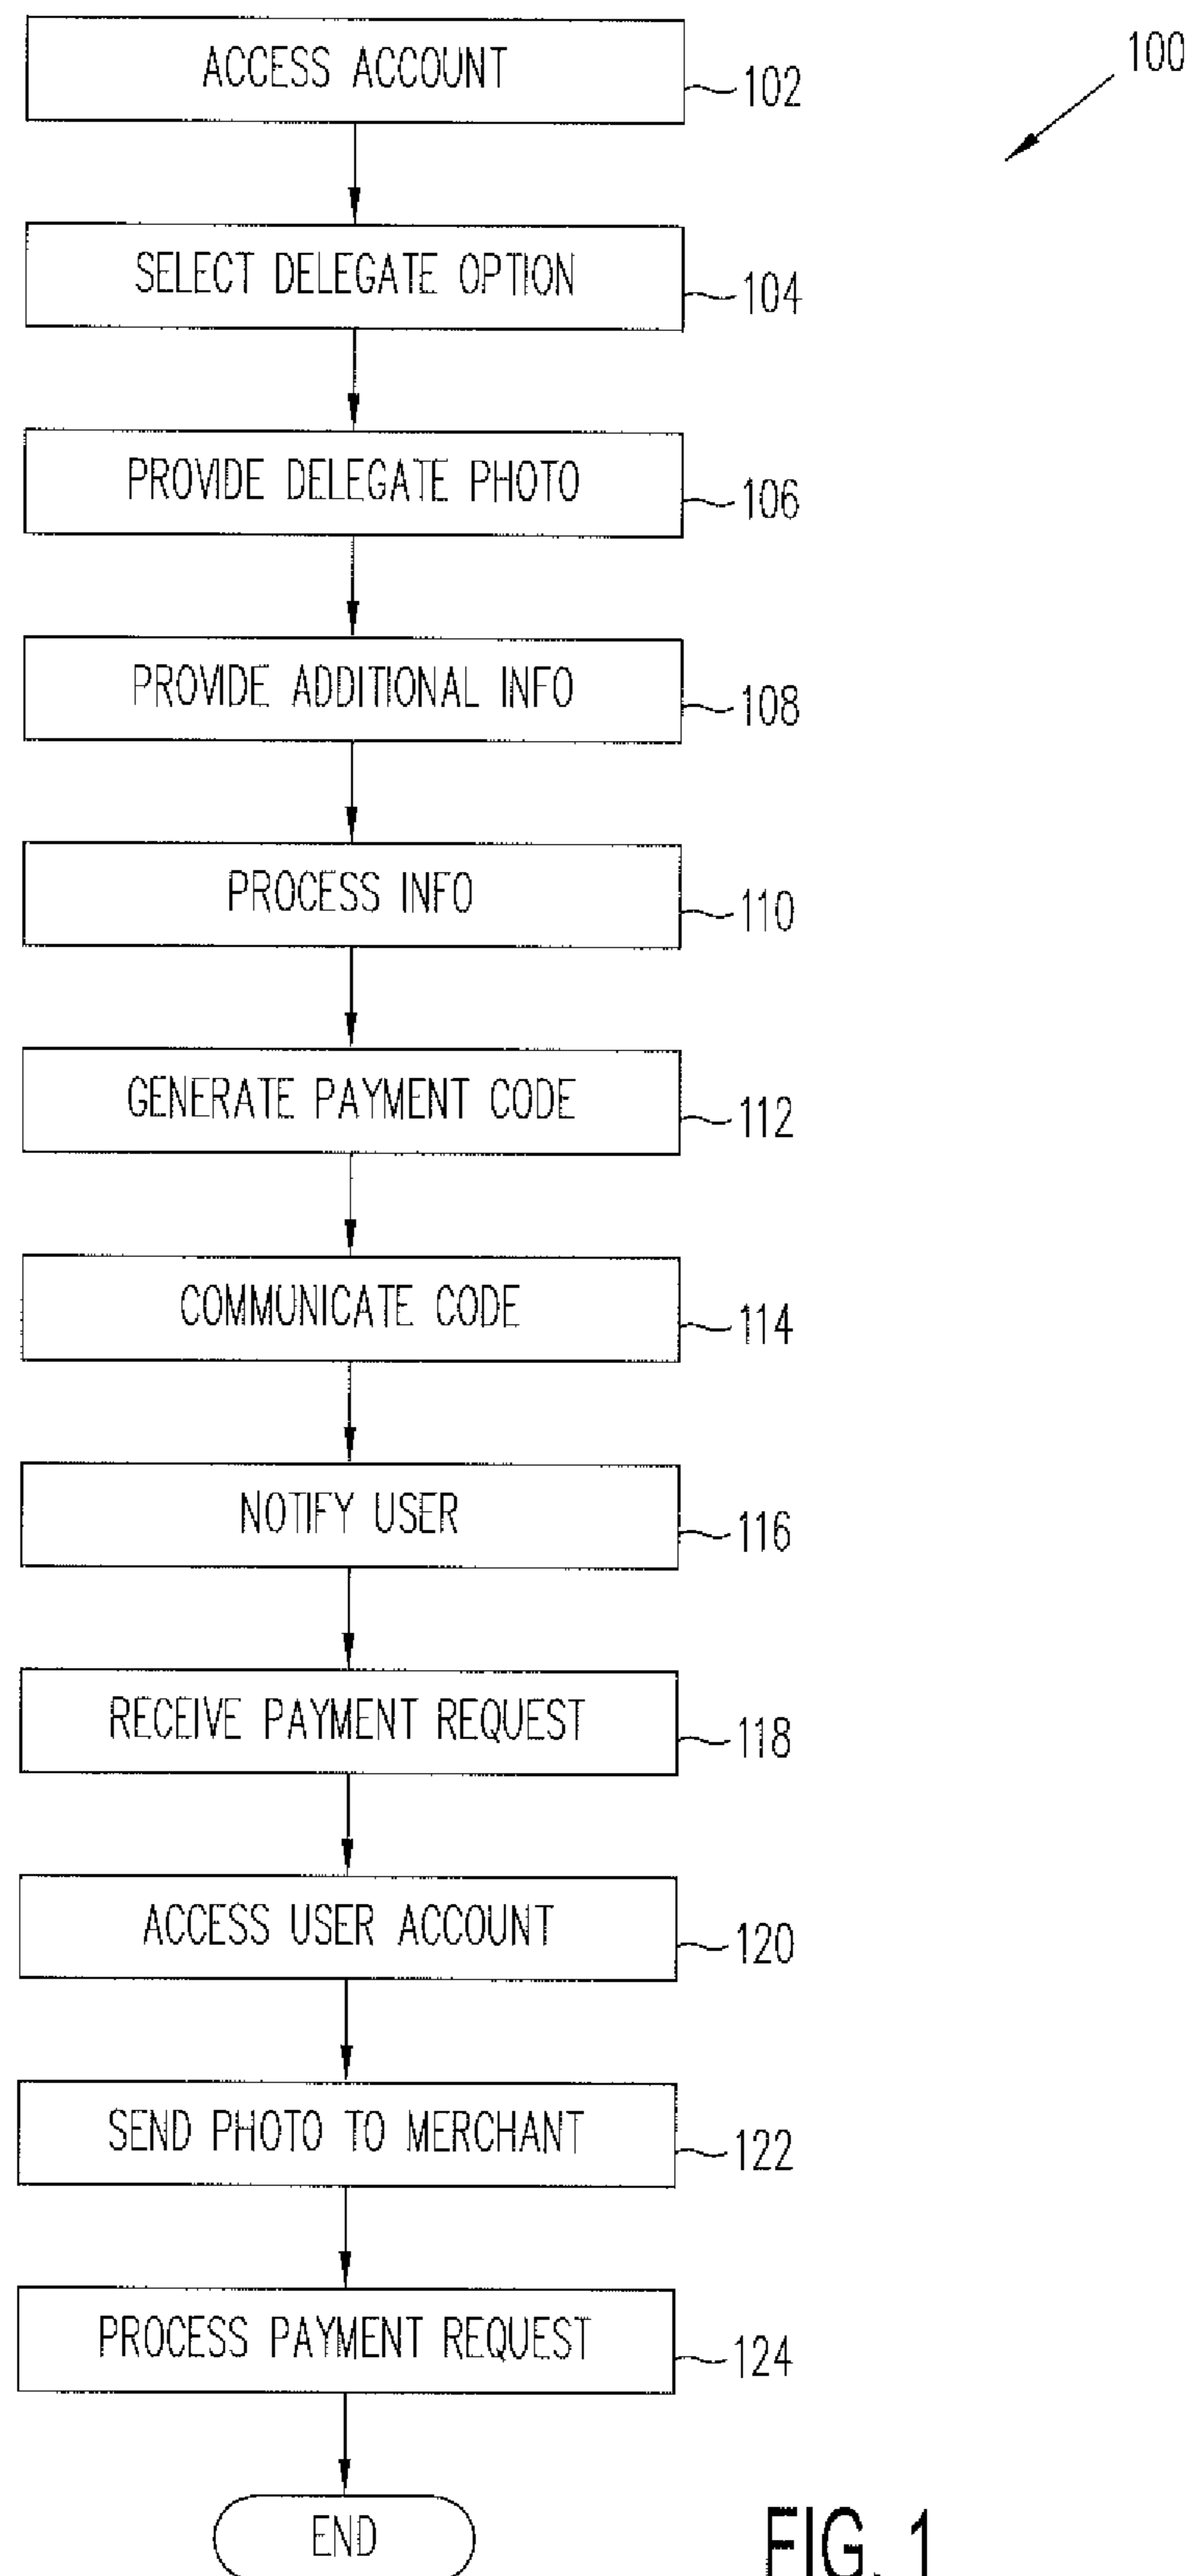 100
ACCESS ACCOUNT
102
SELECT DELEGATE OPTION
104
PROVIDE DELEGATE PHOTO
106
PROVIDE ADDITIONAL INFO
108
PROCESS INFO
110
GENERATE PAYMENT CODE
112
COMMUNICATE CODE
114
NOTIFY USER
116
RECEIVE PAYMENT REQUEST
118
ACCESS USER ACCOUNT
120
SEND PHOTO TO MERCHANT
122
PROCESS PAYMENT REQUEST
124
END
FIG. 1